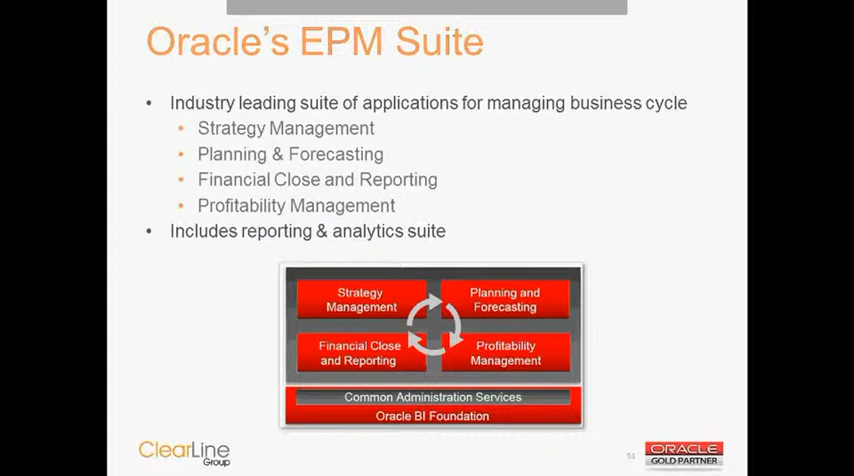 Oracle's EPM Suite
• Industry leading suite of applications for managing business cycle
• Strategy Management
• Planning & Forecasting
• Financial Close and Reporting
• Profitability Management
• Includes reporting & analytics suite
Strategy
Management
Planning and
Forecasting
Financial Close
and Reporting
Profitability
Management
Common Administration Services
Oracle BI Foundation
ClearLine
Group
14
ORACLE
GOLD PARTNER